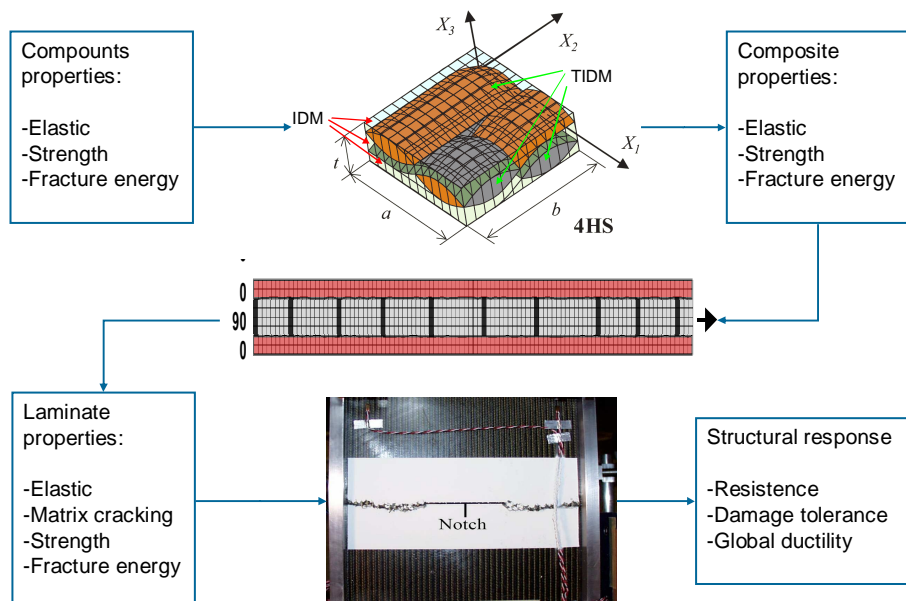 Compounts
properties:
-Elastic
-Strength
-Fracture energy
X3
X2
TIDM
IDM
X1
t
a
b
4HS
Composite
properties:
-Elastic
-Strength
-Fracture energy
0
90
0
Laminate
properties:
-Elastic
-Matrix cracking
-Strength
-Fracture energy
Notch
Structural response
-Resistence
-Damage tolerance
-Global ductility